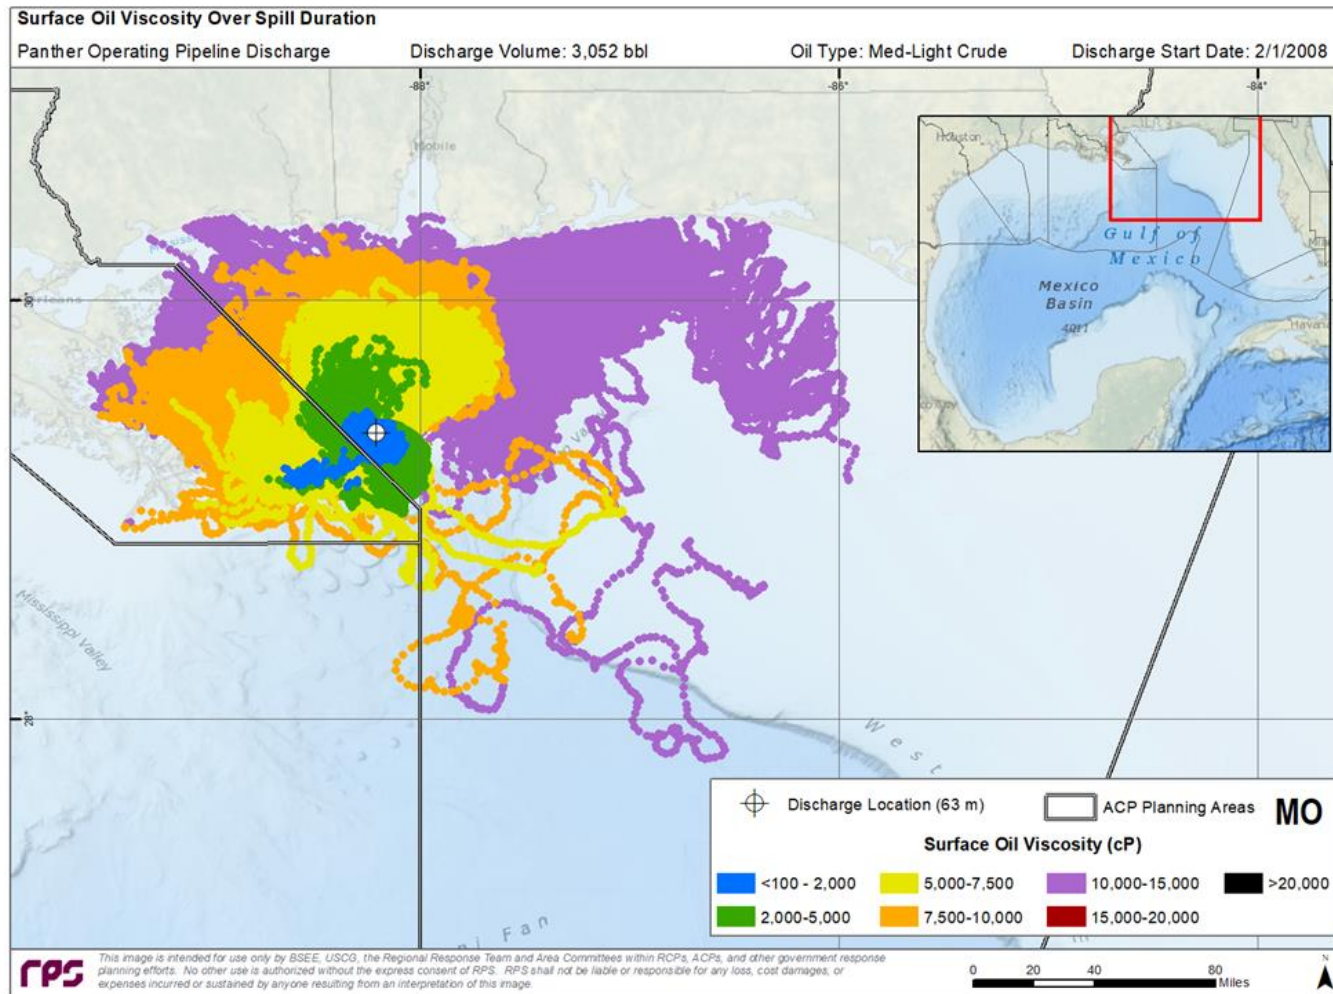 Surface Oil Viscosity Over Spill Duration
Panther Operating Pipeline Discharge Discharge Volume: 3,052 bbl Oil Type: Med-Light Crude Discharge Start Date: 2/1/2008
-88° -86° -84°
Mobile
Houston
Gulf of
Mexico
Mexico
Basin
Havana
30°
Mississippi Valley
28°
West
Fan
Discharge Location (63 m) ACP Planning Areas MO
Surface Oil Viscosity (cP)
<100 - 2,000 5,000-7,500 10,000-15,000 >20,000
2,000-5,000 7,500-10,000 15,000-20,000
rps
This image is intended for use only by BSEE, USCG, the Regional Response Team and Area Committees within RCPs, ACPs, and other government response
planning efforts. No other use is authorized without the express consent of RPS. RPS shall not be liable or responsible for any loss, cost damages, or
expenses incurred or sustained by anyone resulting from an interpretation of this image.
0 20 40 80 Miles
N